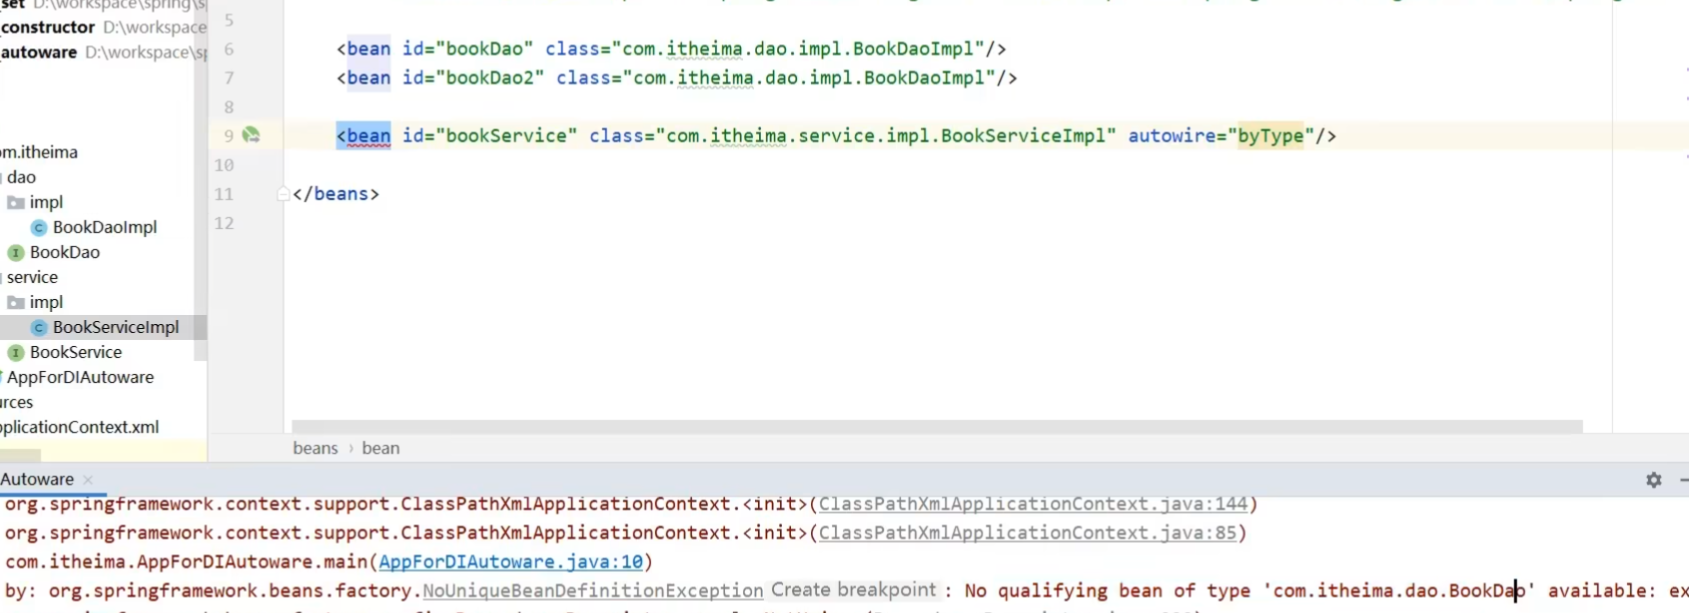 set D:\workspace\spring\s
constructor D:\workspace
autoware D:\workspace\sp
5
6 <bean id="bookDao" class="com.itheima.dao.impl.BookDaoImpl"/>
7 <bean id="bookDao2" class="com.itheima.dao.impl.BookDaoImpl"/>
8
9 <bean id="bookService" class="com.itheima.service.impl.BookServiceImpl" autowire="byType"/>
10
11 </beans>
12
om.itheima
dao
impl
BookDaoImpl
BookDao
service
impl
BookServiceImpl
BookService
AppForDIAutoware
urces
pplicationContext.xml
beans › bean
Autoware
org.springframework.context.support.ClassPathXmlApplicationContext.<init>(ClassPathXmlApplicationContext.java:144)
org.springframework.context.support.ClassPathXmlApplicationContext.<init>(ClassPathXmlApplicationContext.java:85)
com.itheima.AppForDIAutoware.main(AppForDIAutoware.java:10)
by: org.springframework.beans.factory.NoUniqueBeanDefinitionException Create breakpoint : No qualifying bean of type 'com.itheima.dao.BookDao' available: ex